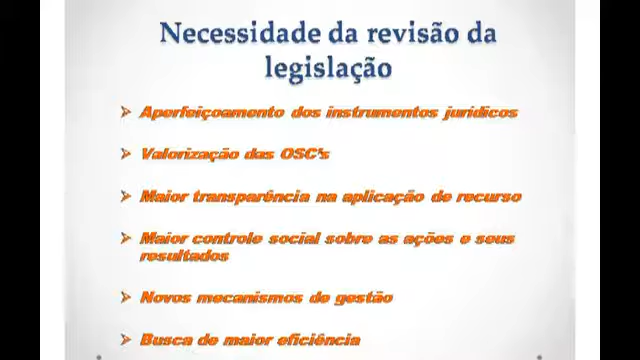 Necessidade da revisão da
legislação
Aperfeiçoamento dos instrumentos jurídicos
Valorização das OSC's
Maior transparência na aplicação de recurso
Maior controle social sobre as ações e seus
resultados
Novos mecanismos de gestão
Busca de maior eficiência